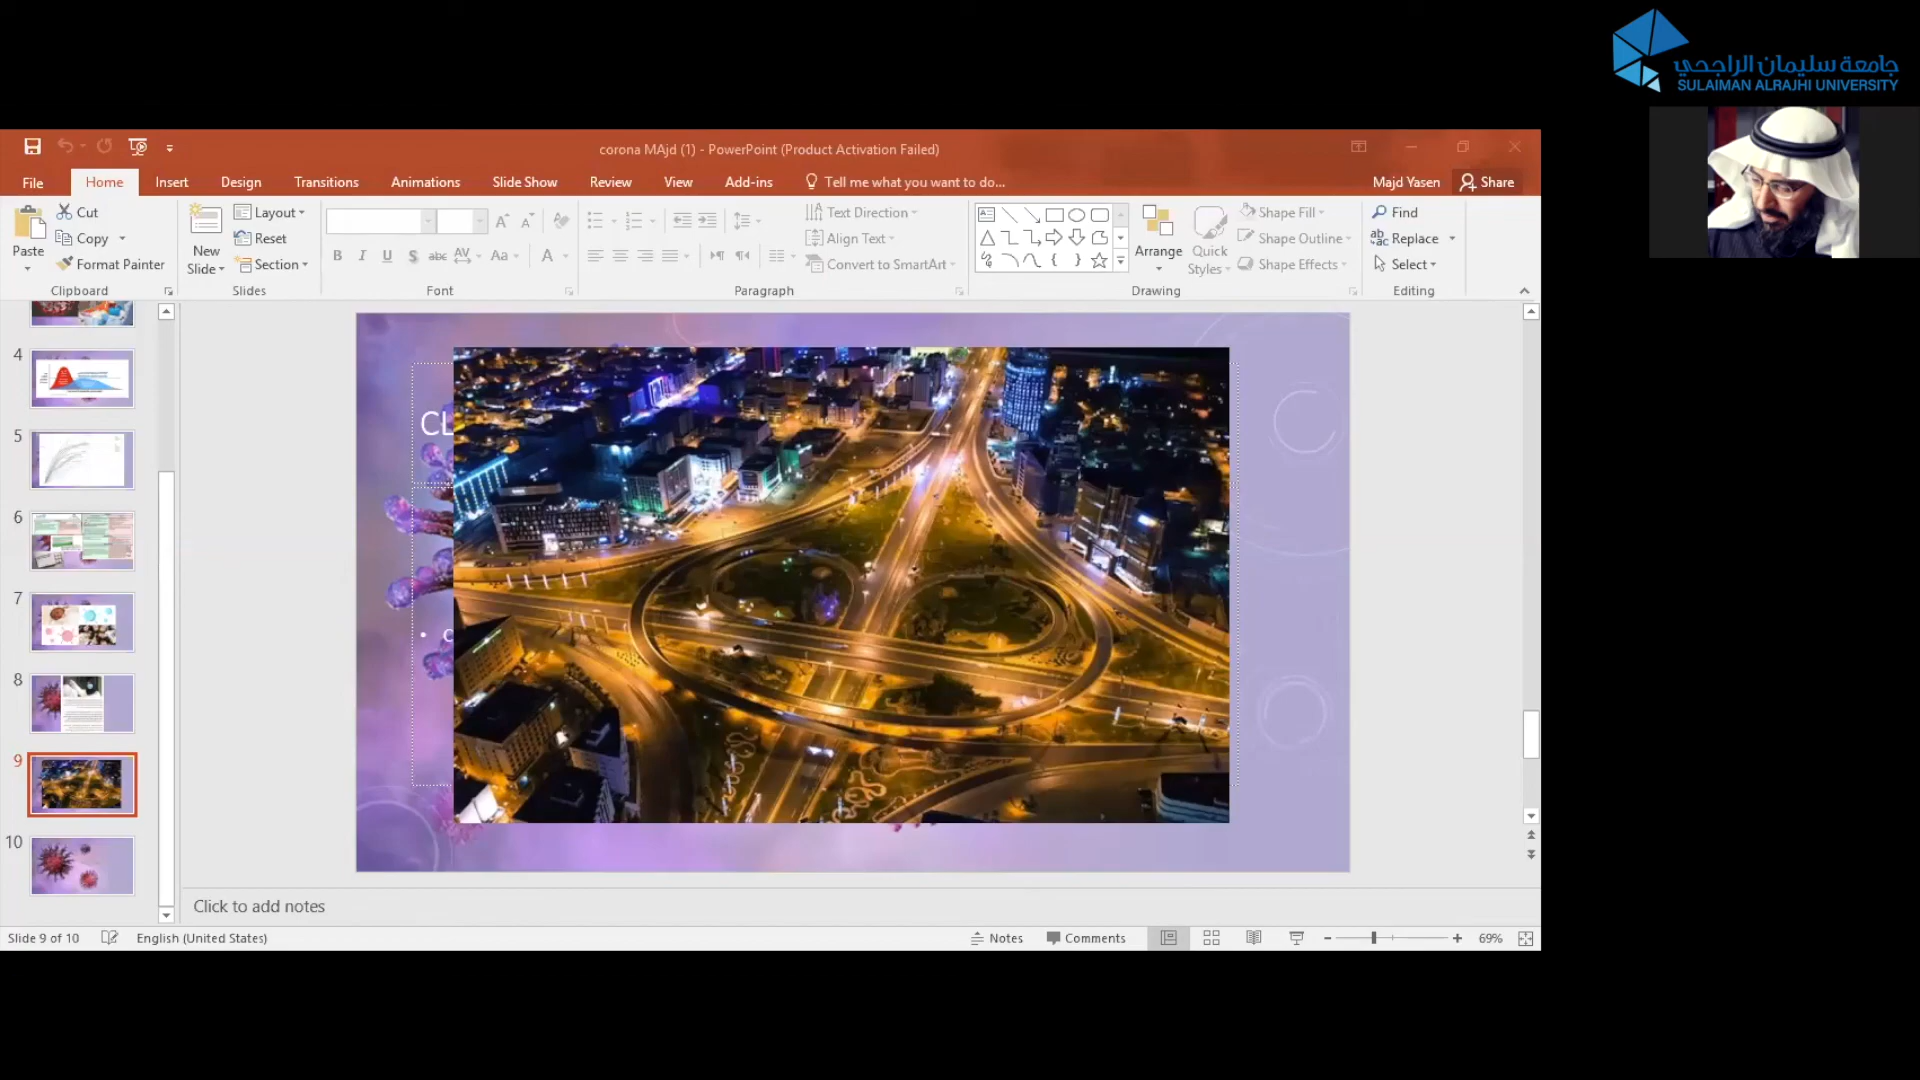 جامعة سليمان الراجحي
SULAIMAN ALRAJHI UNIVERSITY
corona MAjd (1) - PowerPoint (Product Activation Failed)
File Home Insert Design Transitions Animations Slide Show Review View Add-ins Tell me what you want to do... Majd Yasen Share
Paste
Cut
Copy
Format Painter
Clipboard
New Slide
Layout
Reset
Section
Slides
B I U S abc AV Aa A
Font
Text Direction
Align Text
Convert to SmartArt
Paragraph
Arrange
Quick Styles
Shape Fill
Shape Outline
Shape Effects
Drawing
Find
Replace
Select
Editing
4
5
6
7
8
9
10
CL
Click to add notes
Slide 9 of 10 English (United States) Notes Comments 69%